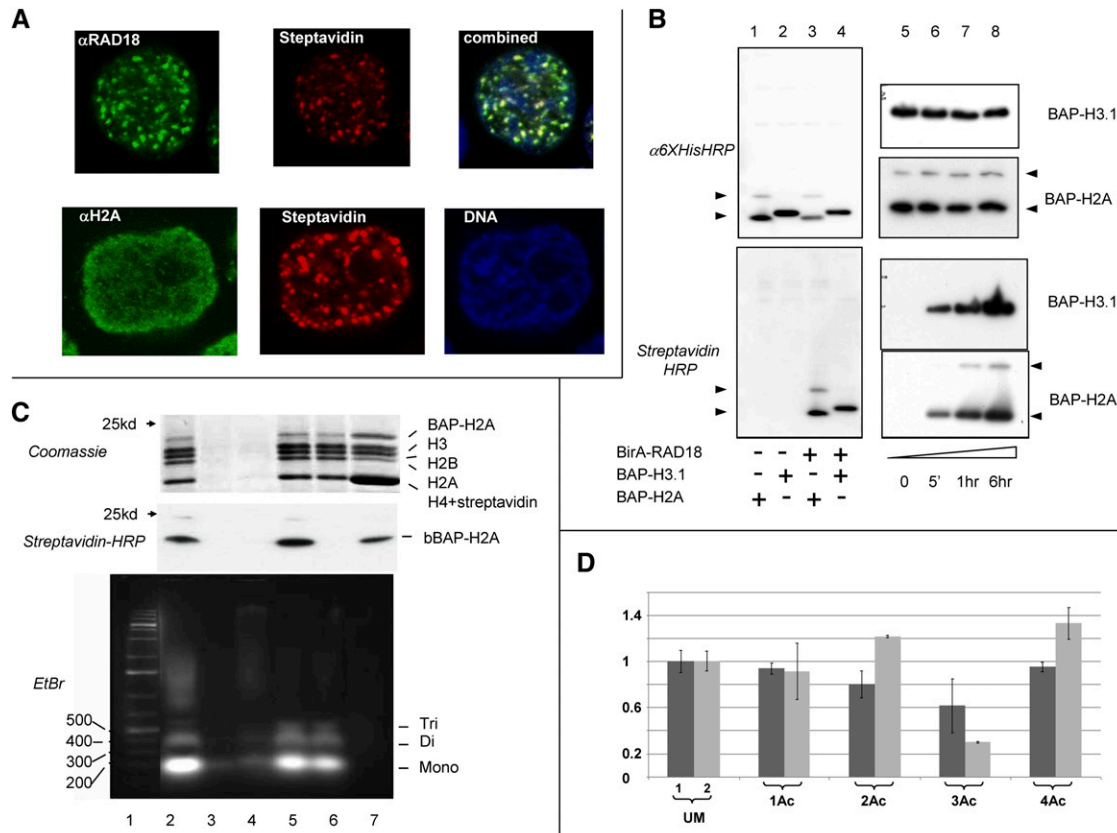 A
αRAD18
Steptavidin
combined
αH2A
Steptavidin
DNA
B
1 2 3 4
5 6 7 8
α6XHisHRP
BAP-H3.1
BAP-H2A
Streptavidin
HRP
BAP-H3.1
BAP-H2A
BirA-RAD18 - - + +
BAP-H3.1 - + - +
BAP-H2A + - + -
0 5' 1hr 6hr
C
25kd
Coomassie
BAP-H2A
H3
H2B
H2A
H4+streptavidin
25kd
Streptavidin-HRP
bBAP-H2A
EtBr
500
400
300
200
Tri
Di
Mono
1 2 3 4 5 6 7
D
1.4
1
0.6
0.2
0
1 2
UM
1Ac
2Ac
3Ac
4Ac